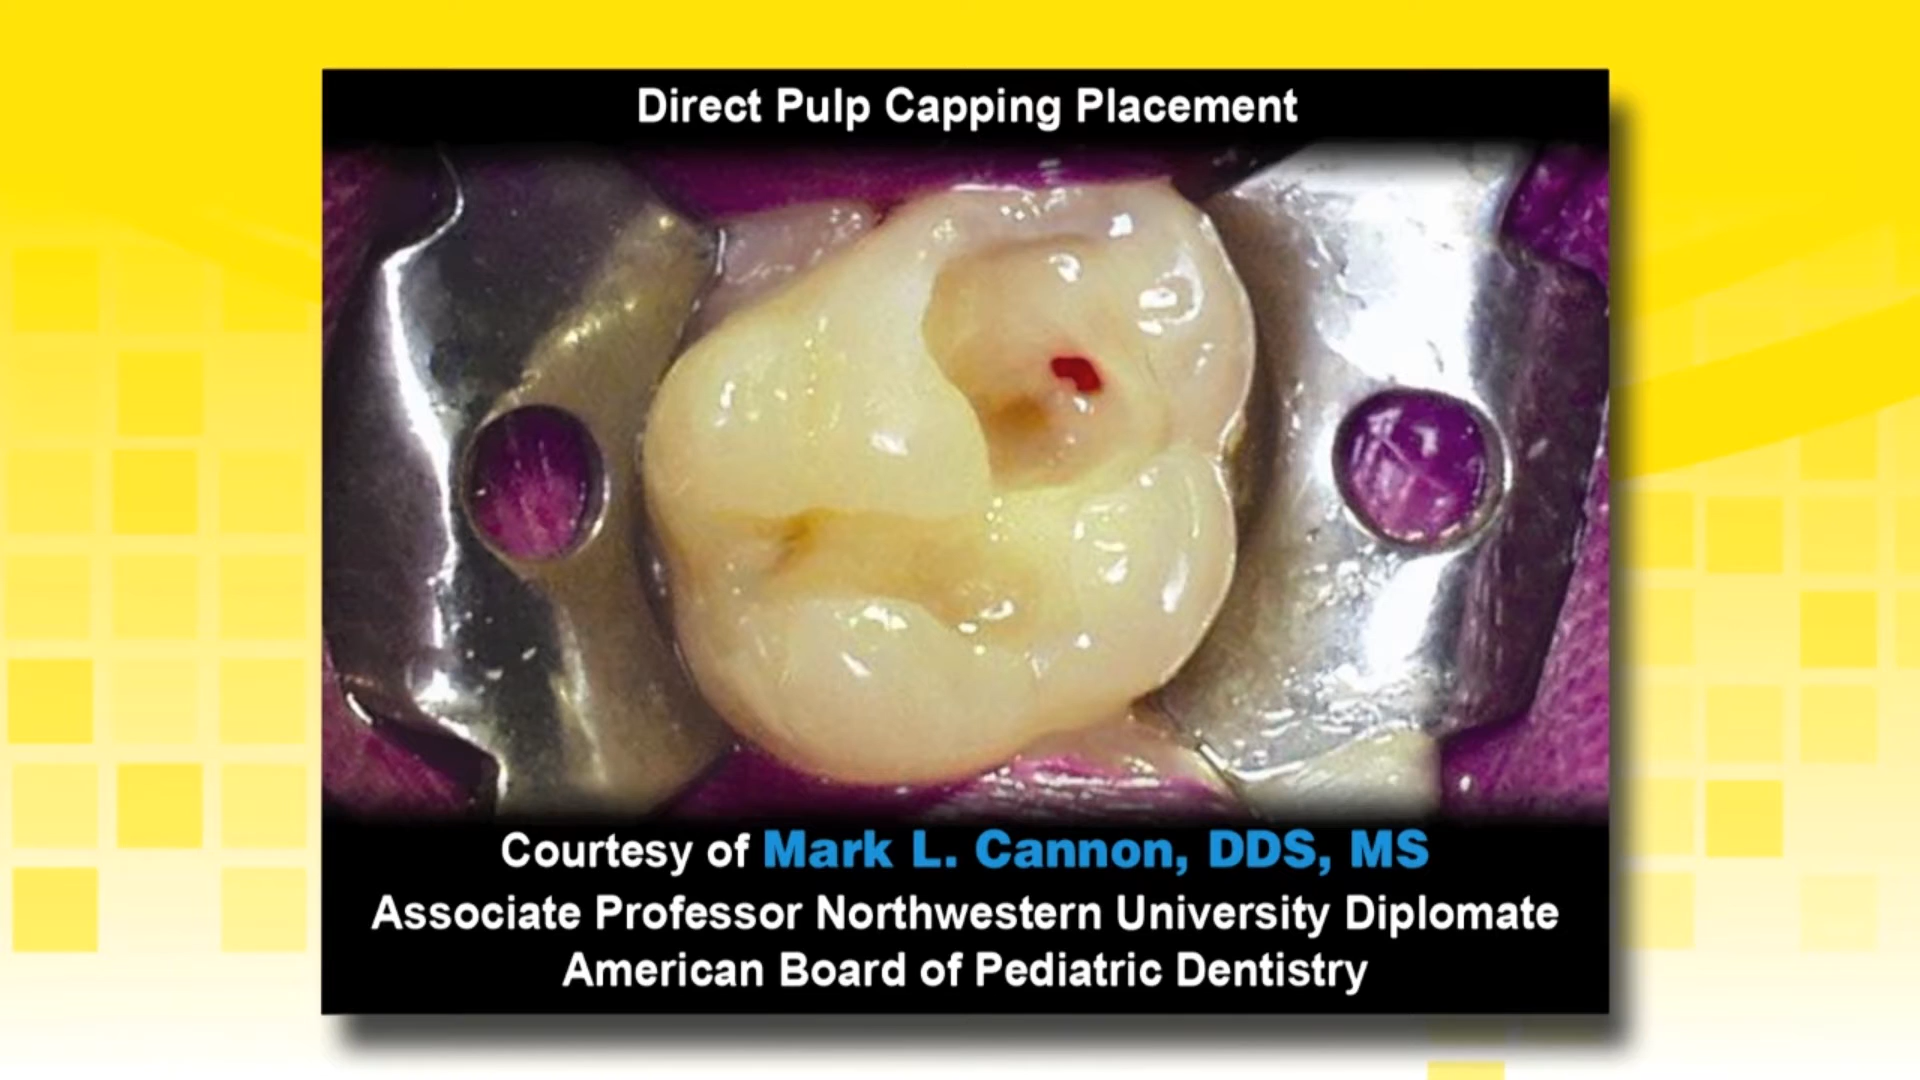 Direct Pulp Capping Placement
Courtesy of Mark L. Cannon, DDS, MS
Associate Professor Northwestern University Diplomate
American Board of Pediatric Dentistry